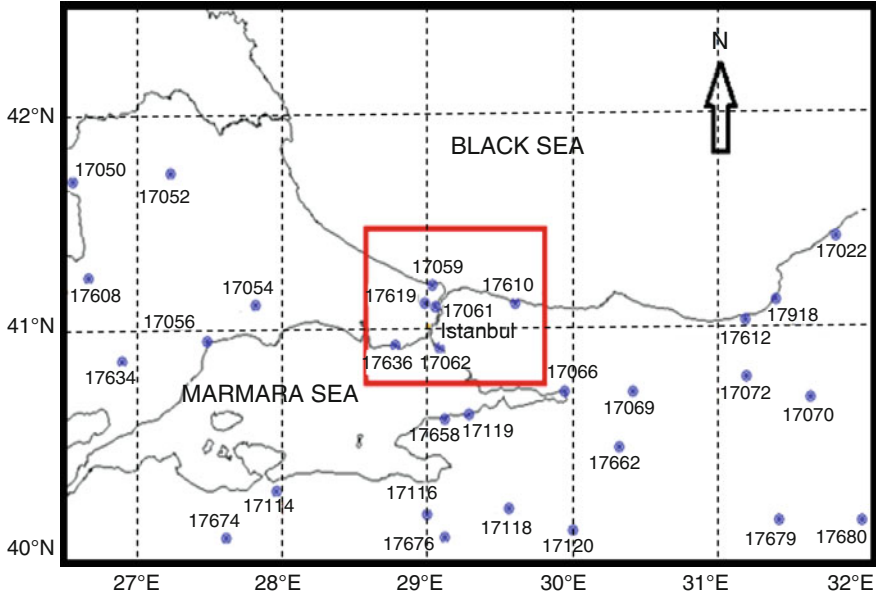 N
42°N
BLACK SEA
17050
17052
17022
17059
17608
17054
17619
17610
17061
17918
41°N
17056
Istanbul
17612
17634
17636
17062
17066
17072
MARMARA SEA
17069
17070
17658
17119
17662
17116
17114
17674
17118
17676
17120
17679
17680
40°N
27°E
28°E
29°E
30°E
31°E
32°E